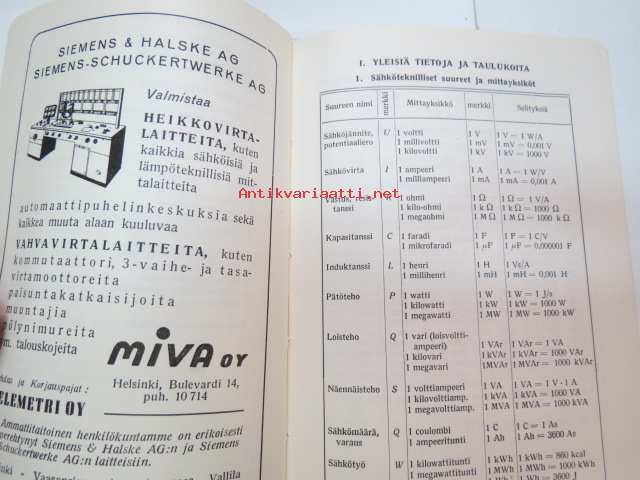 SIEMENS & HALSKE AG
SIEMENS-SCHUCKERTWERKE AG
Valmistaa
HEIKKOVIRTA-
LAITTEITA, kuten
kaikkia sähköisiä ja
lämpöteknillisiä mit-
talaitteita
automaattipuhelinkeskuksia sekä
kaikkea muuta alaan kuuluvaa
VAHVAVIRTALAITTEITA, kuten
kommutaattori, 3-vaihe- ja tasa-
virtamoottoreita
paisuntakatkaisijoita
muuntajia
pölynimureita
ym. talouskojeita
MIVA OY
Helsinki, Bulevardi 14,
puh. 10 714
ja Korjauspajat :
ELEMETRI OY
Ammattitaitoinen henkilökuntamme on erikoisesti
perehtynyt Siemens & Halske AG:n ja Siemens
Schuckertwerke AG:n laitteisiin.
Vallila
Antikvariaatti.net
I. YLEISIÄ TIETOJA JA TAULUKOITA
1. Sähköteknilliset suureet ja mittayksiköt
Suureen nimi merkki Mittayksikkö merkki Selityksiä
Sähköjännite, U 1 voltti 1 V 1 V = 1 W/A
potentiaaliero 1 millivoltti 1 mV 1 mV = 0,001 V
1 kilovoltti 1 kV 1 kV = 1000 V
Sähkövirta I 1 ampeeri 1 A 1 A = 1 W/V
1 milliampeeri 1 mA 1 mA = 0,001 A
Vastus, resis- 1 ohmi 1 Ω 1 Ω = 1 V/A
tanssi 1 kilo-ohmi 1 k Ω 1 k Ω = 1000 Ω
1 megaohmi 1 M Ω 1 M Ω = 1000 k Ω
Kapasitanssi C 1 faradi 1 F 1 F = 1 C/V
1 mikrofaradi 1 µF 1 µF = 0,000001 F
Induktanssi L 1 henri 1 H 1 Vs/A
1 millihenri 1 mH 1 mH = 0,001 H
Pätöteho P 1 watti 1 W 1 W = 1 J/s
1 kilowatti 1 kW 1 kW = 1000 W
1 megawatti 1 MW 1 MW = 1000 kW
Loisteho Q 1 vari (loisvoltti-
ampeeri) 1 VAr 1 VAr = 1 VA
1 kilovari 1 kVAr 1 kVAr = 1000 VAr
1 megavari 1 MVAr 1 MVAr = 1000 kVAr
Näennäisteho S 1 volttiampeeri 1 VA 1 VA = 1 V · 1 A
1 kilovolttiamp. 1 kVA 1 kVA = 1000 VA
1 megavolttiamp. 1 MVA 1 MVA = 1000 kVA
Sähkömäärä, Q 1 coulombi 1 C 1 C = 1 As
varaus 1 ampeeritunti 1 Ah 1 Ah = 3600 As
Sähkötyö W 1 kilowattitunti 1 kWh 1 kWh = 860 kcal
1 megawattitunti 1 MWh 1 MWh = 1000 kWh